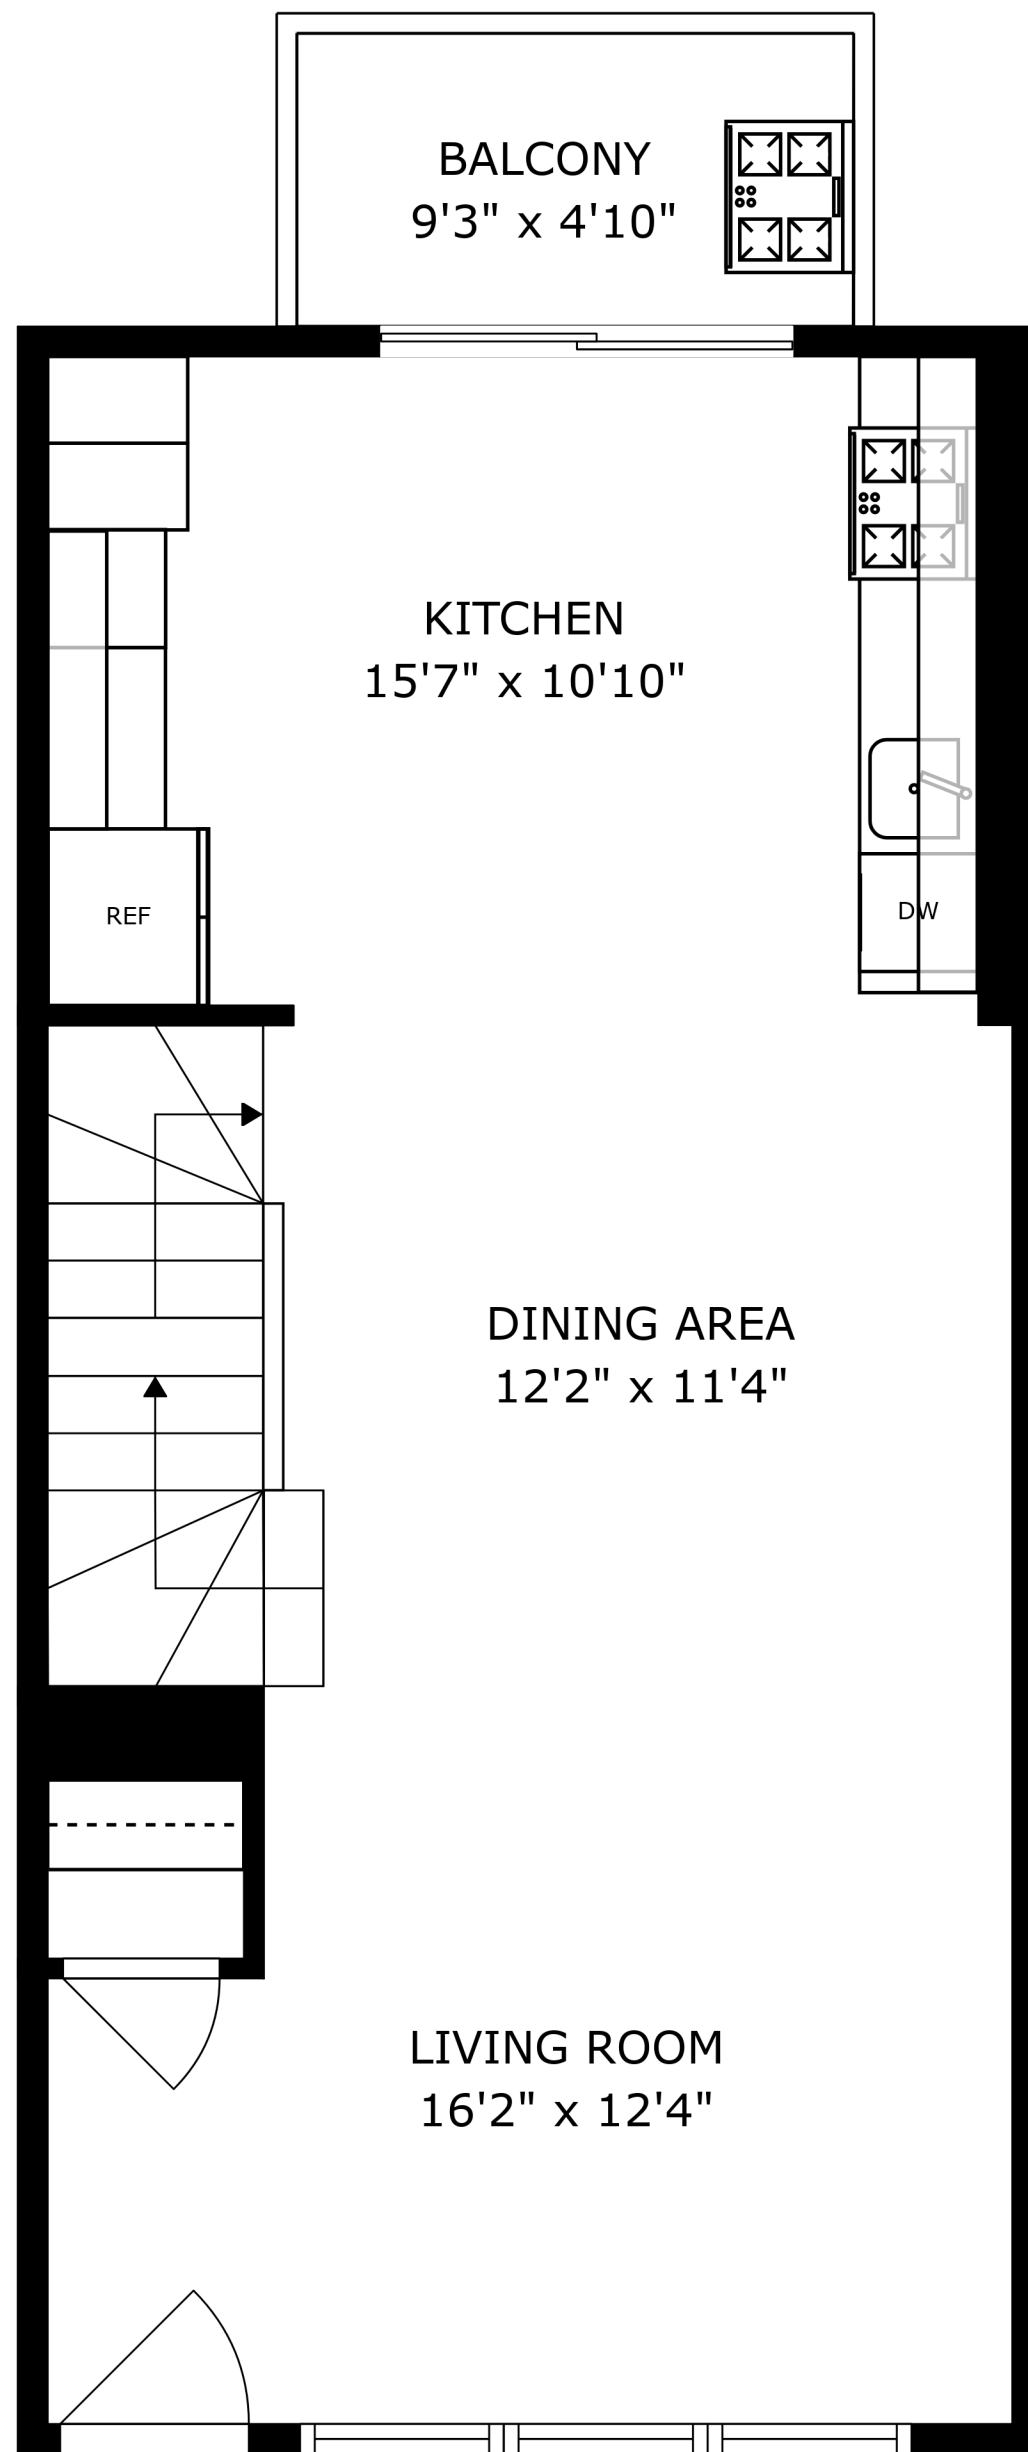 BALCONY
9'3" x 4'10"
KITCHEN
15'7" x 10'10"
REF
DW
DINING AREA
12'2" x 11'4"
LIVING ROOM
16'2" x 12'4"